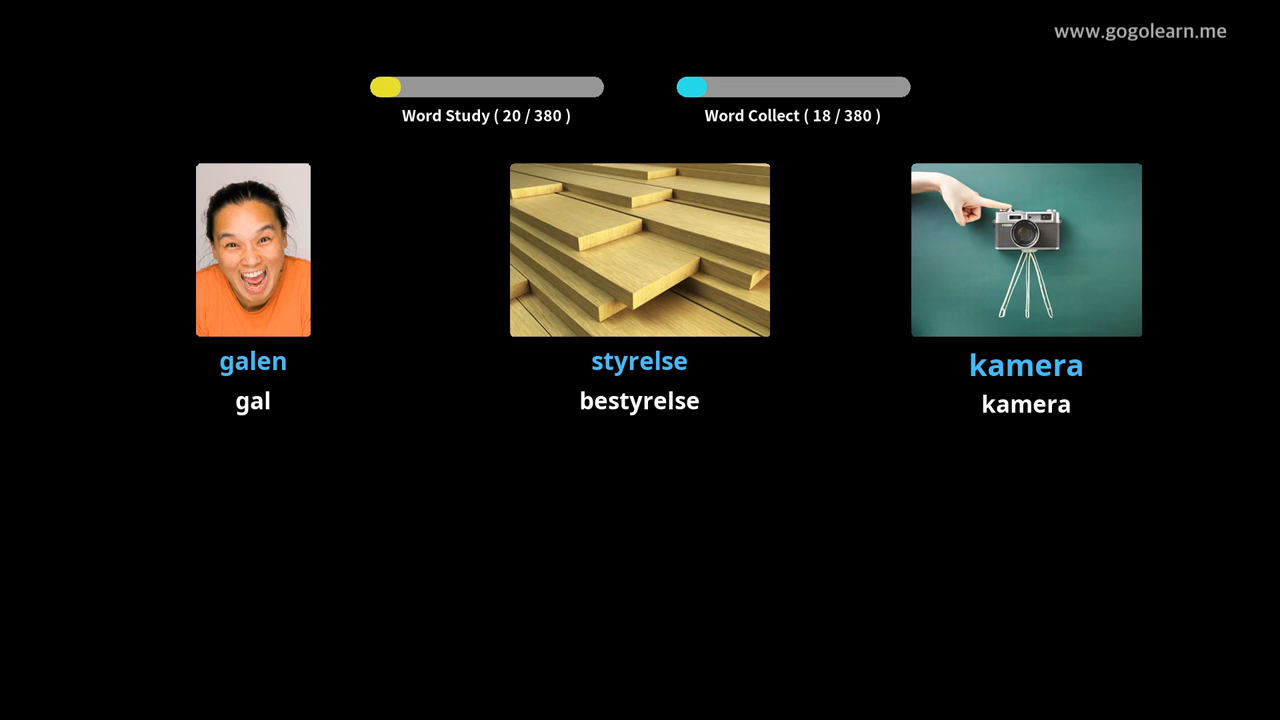 www.gogolearn.me
Word Study ( 20 / 380 )
Word Collect ( 18 / 380 )
galen
gal
styrelse
bestyrelse
kamera
kamera